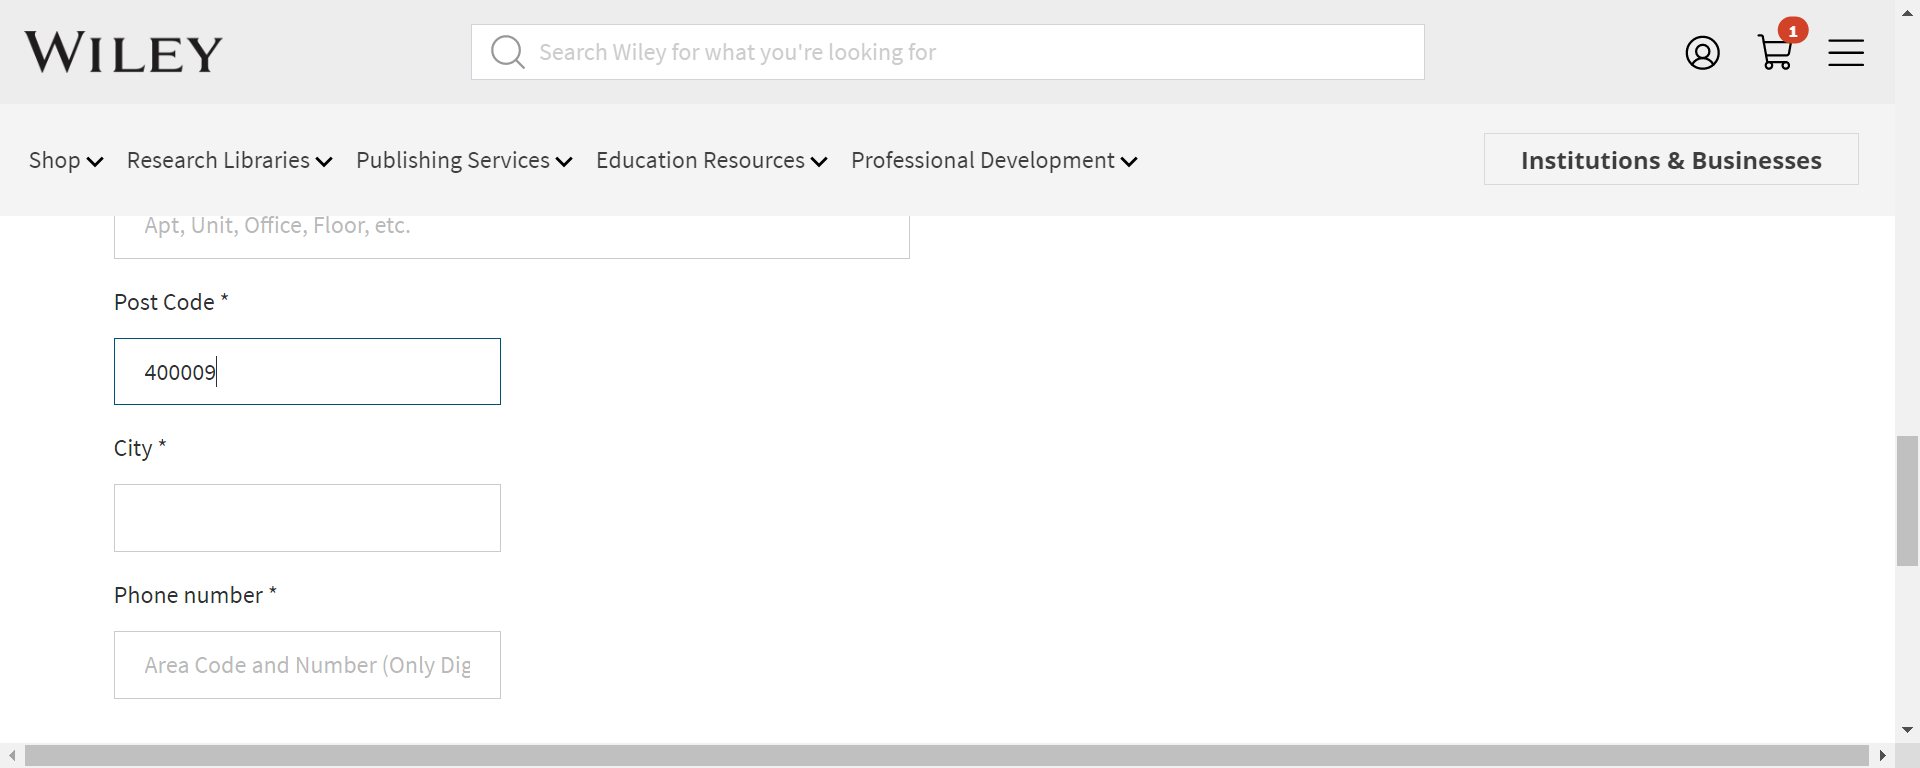 WILEY
Search Wiley for what you're looking for
1
Shop
Research Libraries
Publishing Services
Education Resources
Professional Development
Institutions & Businesses
Apt, Unit, Office, Floor, etc.
Post Code *
400009
City *
Phone number *
Area Code and Number (Only Dig